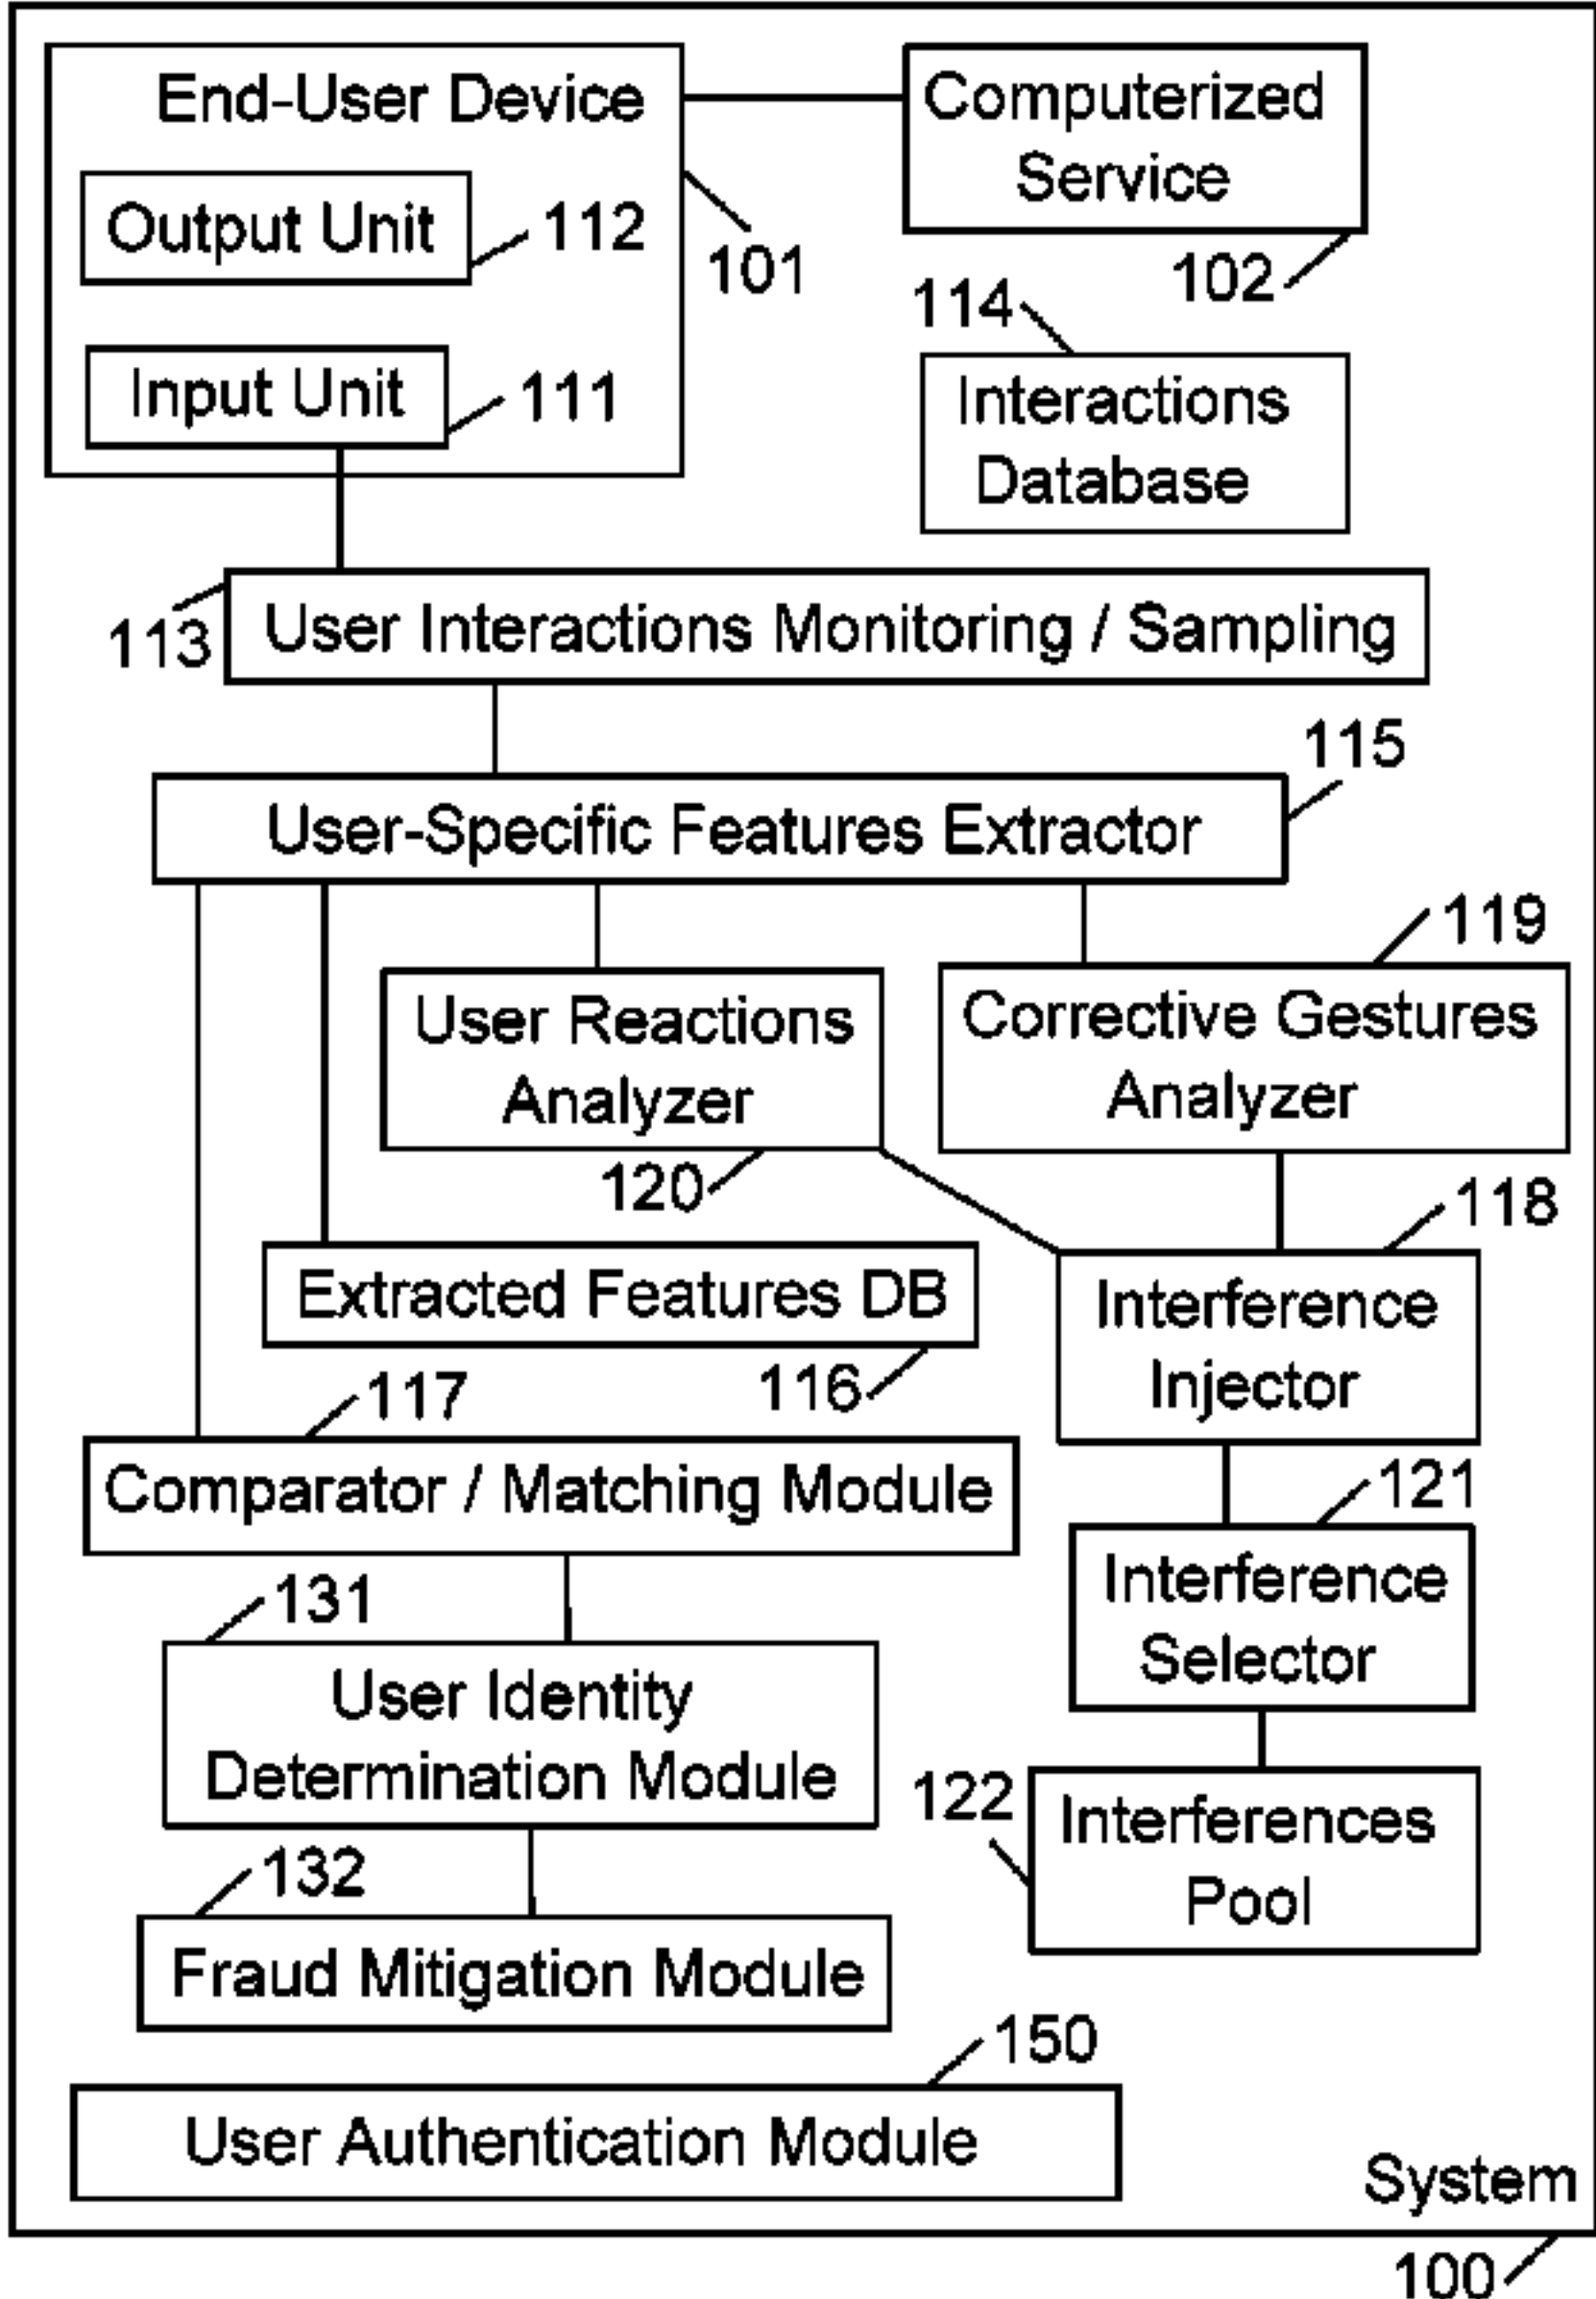 End-User Device
Computerized
Service
Output Unit
112
101
102
114
Input Unit
111
Interactions
Database
113
User Interactions Monitoring / Sampling
115
User-Specific Features Extractor
119
User Reactions
Analyzer
Corrective Gestures
Analyzer
120
118
Extracted Features DB
116
Interference
Injector
117
Comparator / Matching Module
121
131
Interference
Selector
User Identity
Determination Module
122
Interferences
Pool
132
Fraud Mitigation Module
150
User Authentication Module
System
100